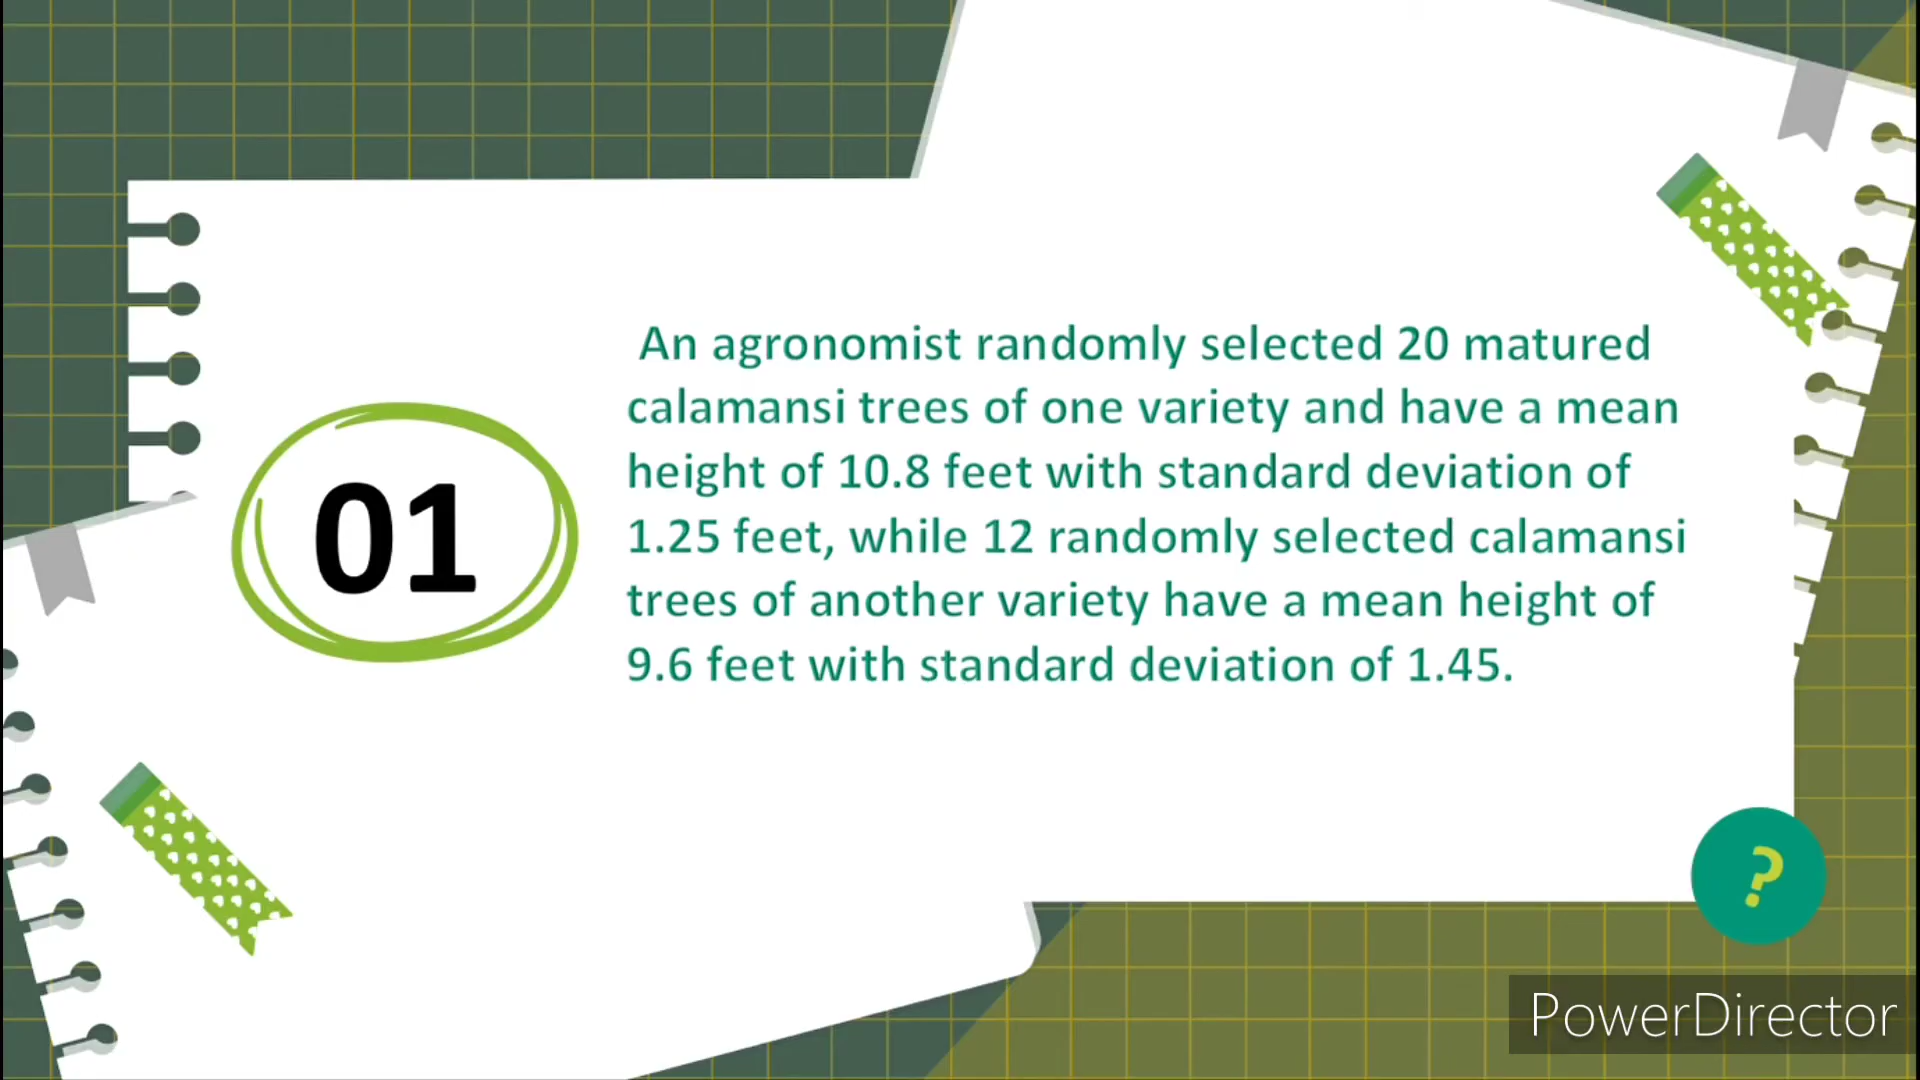 01
An agronomist randomly selected 20 matured
calamansi trees of one variety and have a mean
height of 10.8 feet with standard deviation of
1.25 feet, while 12 randomly selected calamansi
trees of another variety have a mean height of
9.6 feet with standard deviation of 1.45.
?
PowerDirector